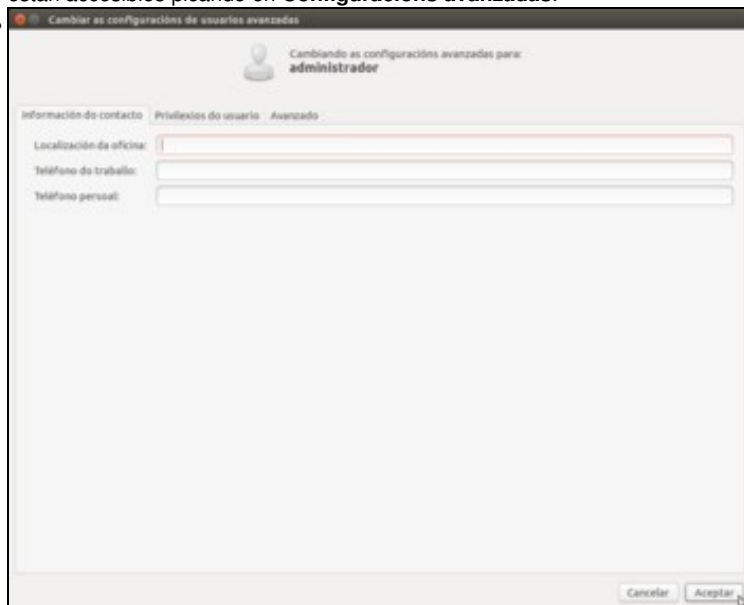 están accesibles picando en Configuracións avanzadas.
Cambiar as configuracións de usuarios avanzadas
Cambiando as configuracións avanzadas para:
administrador
Información do contacto Privilexios do usuario Avanzado
Localización da oficina:
Teléfono do traballo:
Teléfono persoal:
Cancelar Aceptar